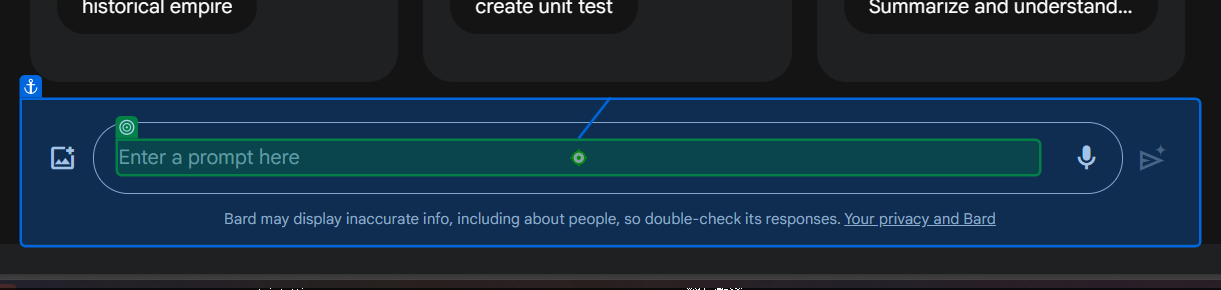 historical empire
create unit test
Summarize and understand...
Enter a prompt here
Bard may display inaccurate info, including about people, so double-check its responses. Your privacy and Bard